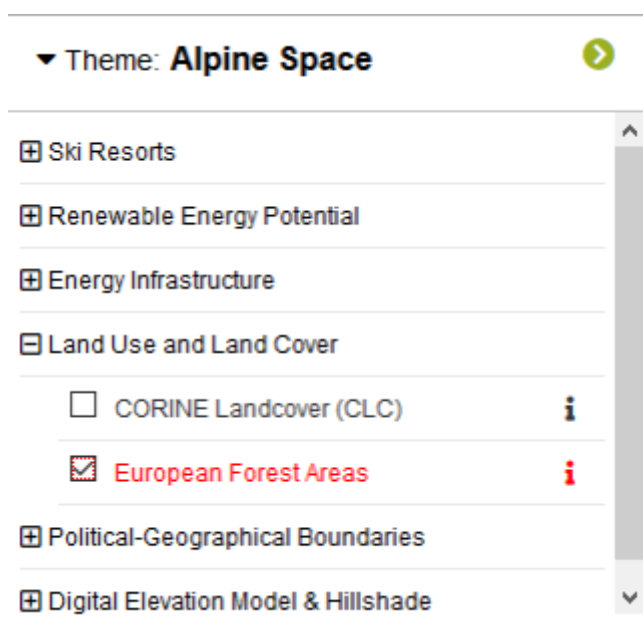 Theme: Alpine Space
Ski Resorts
Renewable Energy Potential
Energy Infrastructure
Land Use and Land Cover
CORINE Landcover (CLC)
European Forest Areas
Political-Geographical Boundaries
Digital Elevation Model & Hillshade